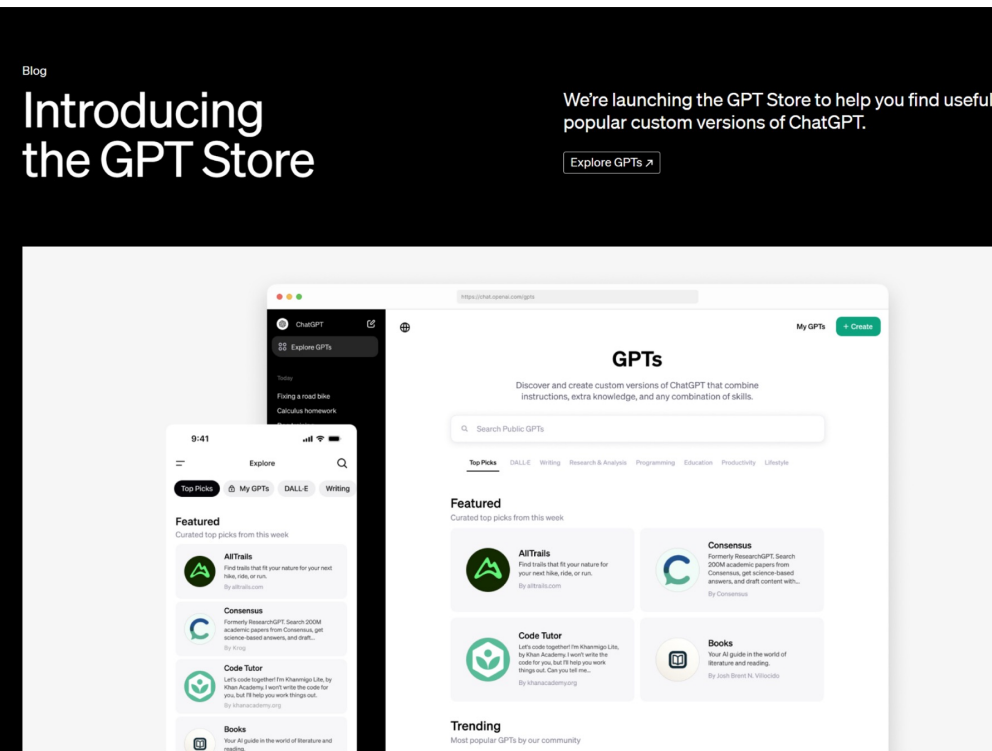 Blog
Introducing
the GPT Store
We're launching the GPT Store to help you find useful
popular custom versions of ChatGPT.
Explore GPTs ↗
https://chat.openai.com/gpts
ChatGPT
Explore GPTs
Today
Fixing a road bike
Calculus homework
My GPTs
+ Create
GPTs
Discover and create custom versions of ChatGPT that combine
instructions, extra knowledge, and any combination of skills.
Search Public GPTs
Top Picks DALL·E Writing Research & Analysis Programming Education Productivity Lifestyle
Featured
Curated top picks from this week
AllTrails
Find trails that fit your nature for
your next hike, ride, or run.
By alltrails.com
Consensus
Formerly ResearchGPT. Search
200M academic papers from
Consensus, get science-based
answers, and draft content with...
By Consensus
Code Tutor
Let's code together! I'm Khanmigo Lite,
by Khan Academy. I won't write the
code for you, but I'll help you work
things out. Can you tell me...
By khanacademy.org
Books
Your AI guide in the world of
literature and reading.
By Josh Brent N. Villocido
Trending
Most popular GPTs by our community
9:41
Explore
Top Picks My GPTs DALL·E Writing
Featured
Curated top picks from this week
AllTrails
Find trails that fit your nature for your next
hike, ride, or run.
By alltrails.com
Consensus
Formerly ResearchGPT. Search 200M
academic papers from Consensus, get
science-based answers, and draft...
By Krog
Code Tutor
Let's code together! I'm Khanmigo Lite, by
Khan Academy. I won't write the code for
you, but I'll help you work things out.
By khanacademy.org
Books
Your AI guide in the world of literature and
reading.